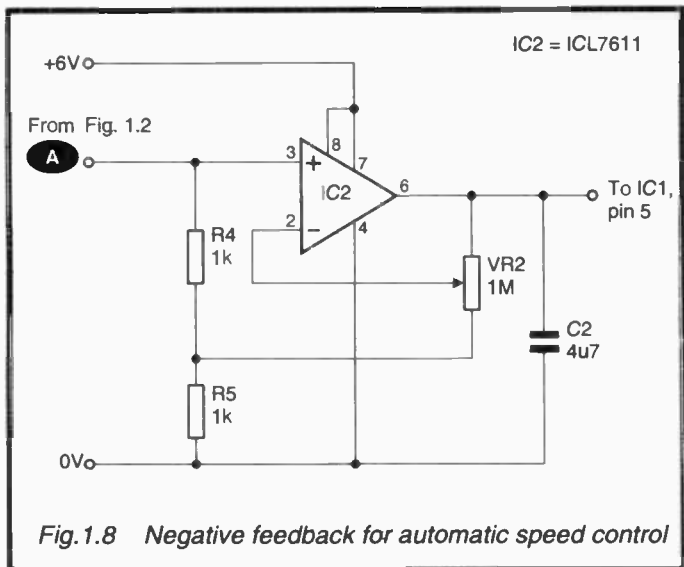 IC2 = ICL7611
+6V
From Fig. 1.2
A
8
3
+
7
IC2
6
To IC1,
pin 5
2
–
4
R4
1k
VR2
1M
C2
4u7
R5
1k
0V
Fig.1.8 Negative feedback for automatic speed control